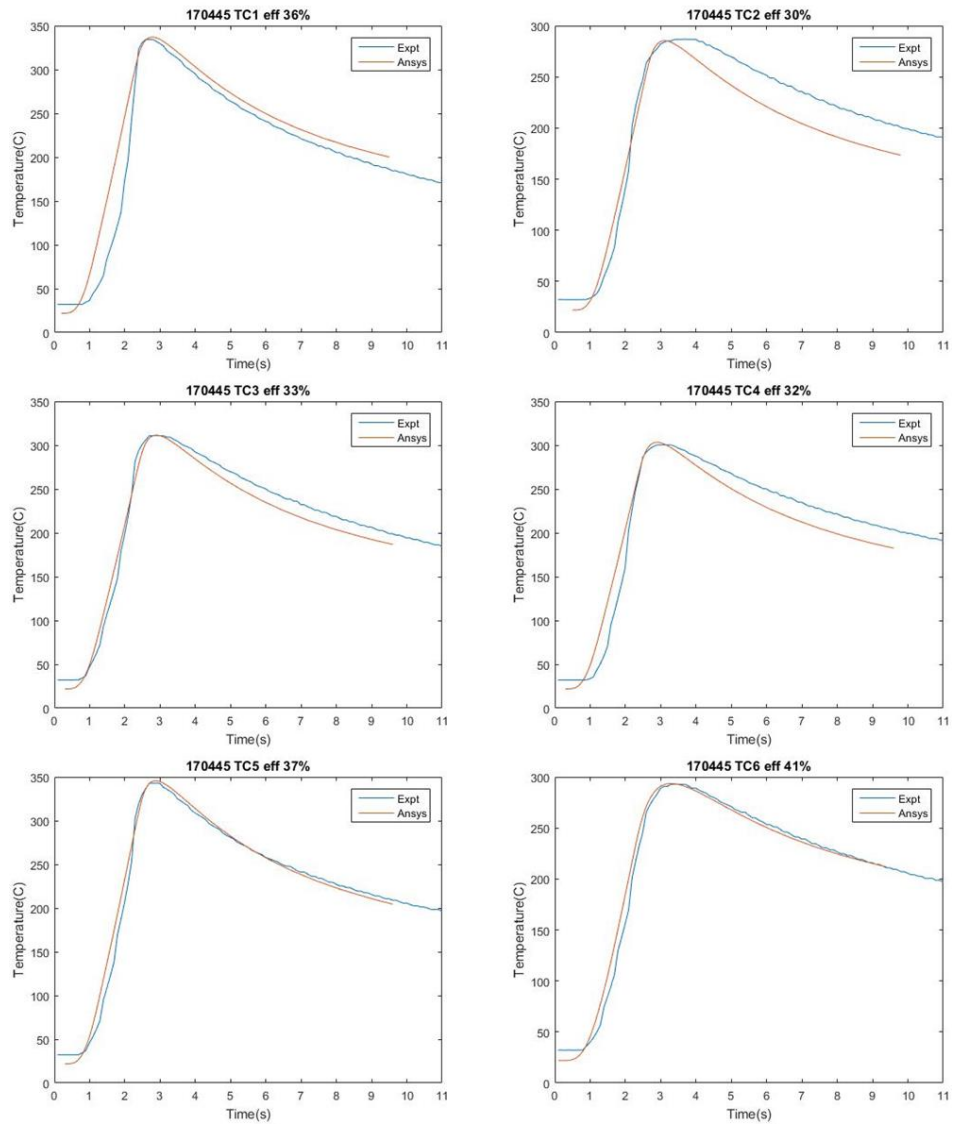 170445 TC1 eff 36%
350
300
250
200
150
100
50
0
Temperature(C)
Expt
Ansys
0 1 2 3 4 5 6 7 8 9 10 11
Time(s)
170445 TC2 eff 30%
300
250
200
150
100
50
0
Temperature(C)
Expt
Ansys
0 1 2 3 4 5 6 7 8 9 10 11
Time(s)
170445 TC3 eff 33%
350
300
250
200
150
100
50
0
Temperature(C)
Expt
Ansys
0 1 2 3 4 5 6 7 8 9 10 11
Time(s)
170445 TC4 eff 32%
350
300
250
200
150
100
50
0
Temperature(C)
Expt
Ansys
0 1 2 3 4 5 6 7 8 9 10 11
Time(s)
170445 TC5 eff 37%
350
300
250
200
150
100
50
0
Temperature(C)
Expt
Ansys
0 1 2 3 4 5 6 7 8 9 10 11
Time(s)
170445 TC6 eff 41%
300
250
200
150
100
50
0
Temperature(C)
Expt
Ansys
0 1 2 3 4 5 6 7 8 9 10 11
Time(s)